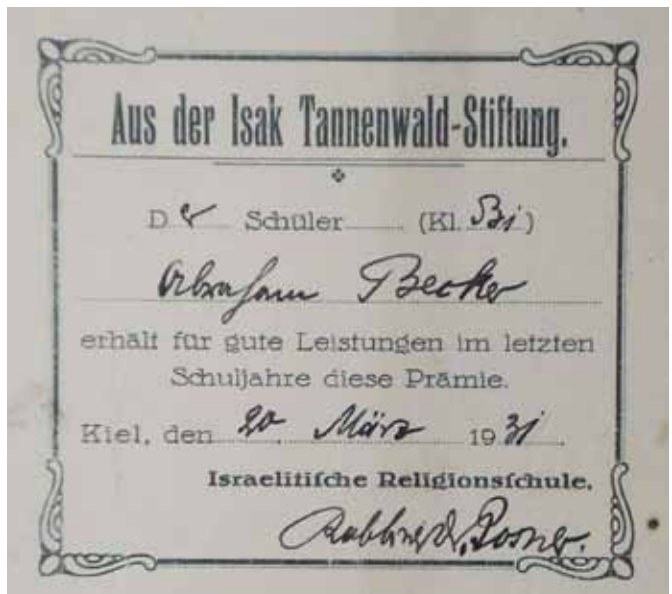 Aus der Isak Tannenwald-Stiftung.
Der Schüler (Kl. Bi)
Abraham Becker
erhält für gute Leistungen im letzten
Schuljahre diese Prämie.
Kiel, den 20. März 1931.
Israelitiſche Religionsſchule.
Rabbiner Dr. Posner.